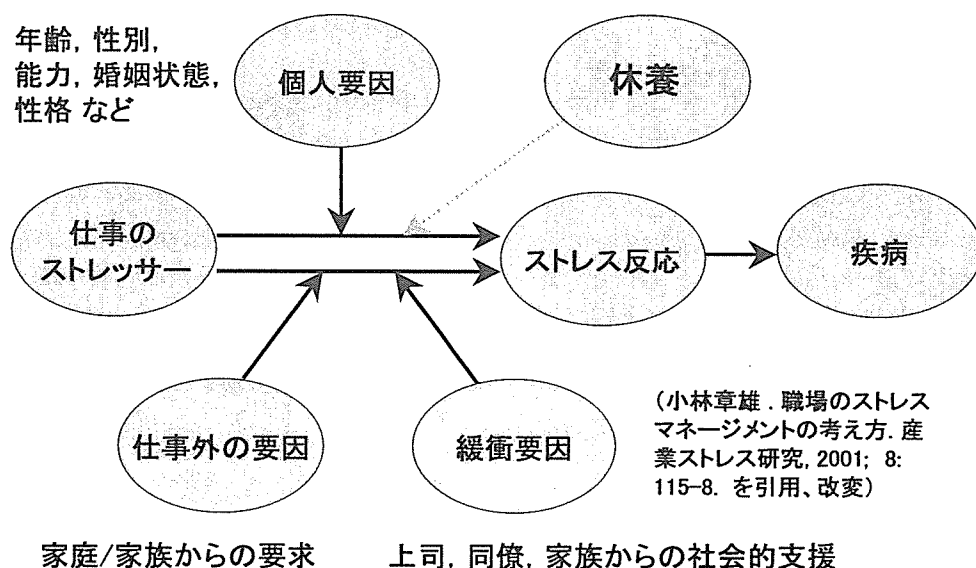 年齢, 性別,
能力, 婚姻状態,
性格 など
個人要因
休養
仕事の
ストレッサー
ストレス反応
疾病
仕事外の要因
緩衝要因
(小林章雄 . 職場のストレス
マネージメントの考え方. 産
業ストレス研究, 2001; 8:
115-8. を引用、改変)
家庭/家族からの要求
上司, 同僚, 家族からの社会的支援